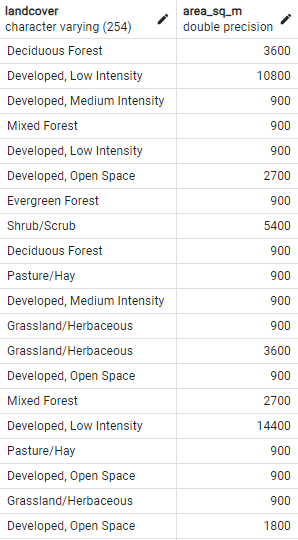 landcover area_sq_m
character varying (254) double precision
Deciduous Forest 3600
Developed, Low Intensity 10800
Developed, Medium Intensity 900
Mixed Forest 900
Developed, Low Intensity 900
Developed, Open Space 2700
Evergreen Forest 900
Shrub/Scrub 5400
Deciduous Forest 900
Pasture/Hay 900
Developed, Medium Intensity 900
Grassland/Herbaceous 900
Grassland/Herbaceous 3600
Developed, Open Space 900
Mixed Forest 2700
Developed, Low Intensity 14400
Pasture/Hay 900
Developed, Open Space 900
Grassland/Herbaceous 900
Developed, Open Space 1800